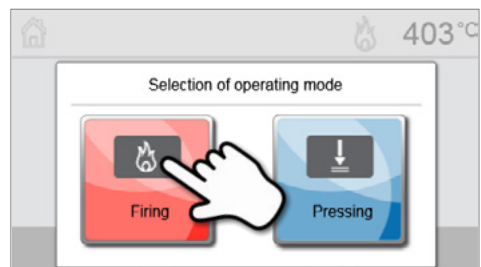 403°C
Selection of operating mode
Firing
Pressing